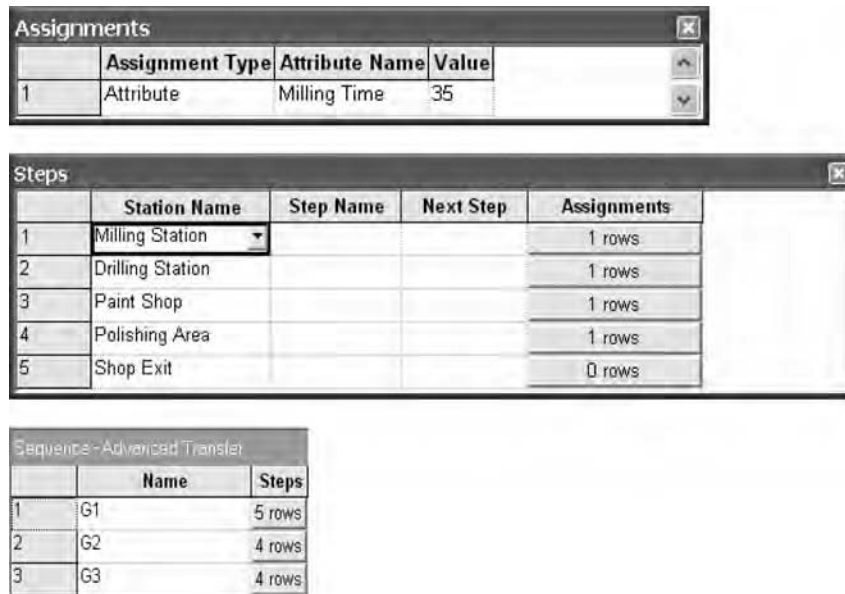 Assignments
Assignment Type Attribute Name Value
1 Attribute Milling Time 35
Steps
Station Name Step Name Next Step Assignments
1 Milling Station 1 rows
2 Drilling Station 1 rows
3 Paint Shop 1 rows
4 Polishing Area 1 rows
5 Shop Exit 0 rows
Sequence - Advanced Transfer
Name Steps
1 G1 5 rows
2 G2 4 rows
3 G3 4 rows